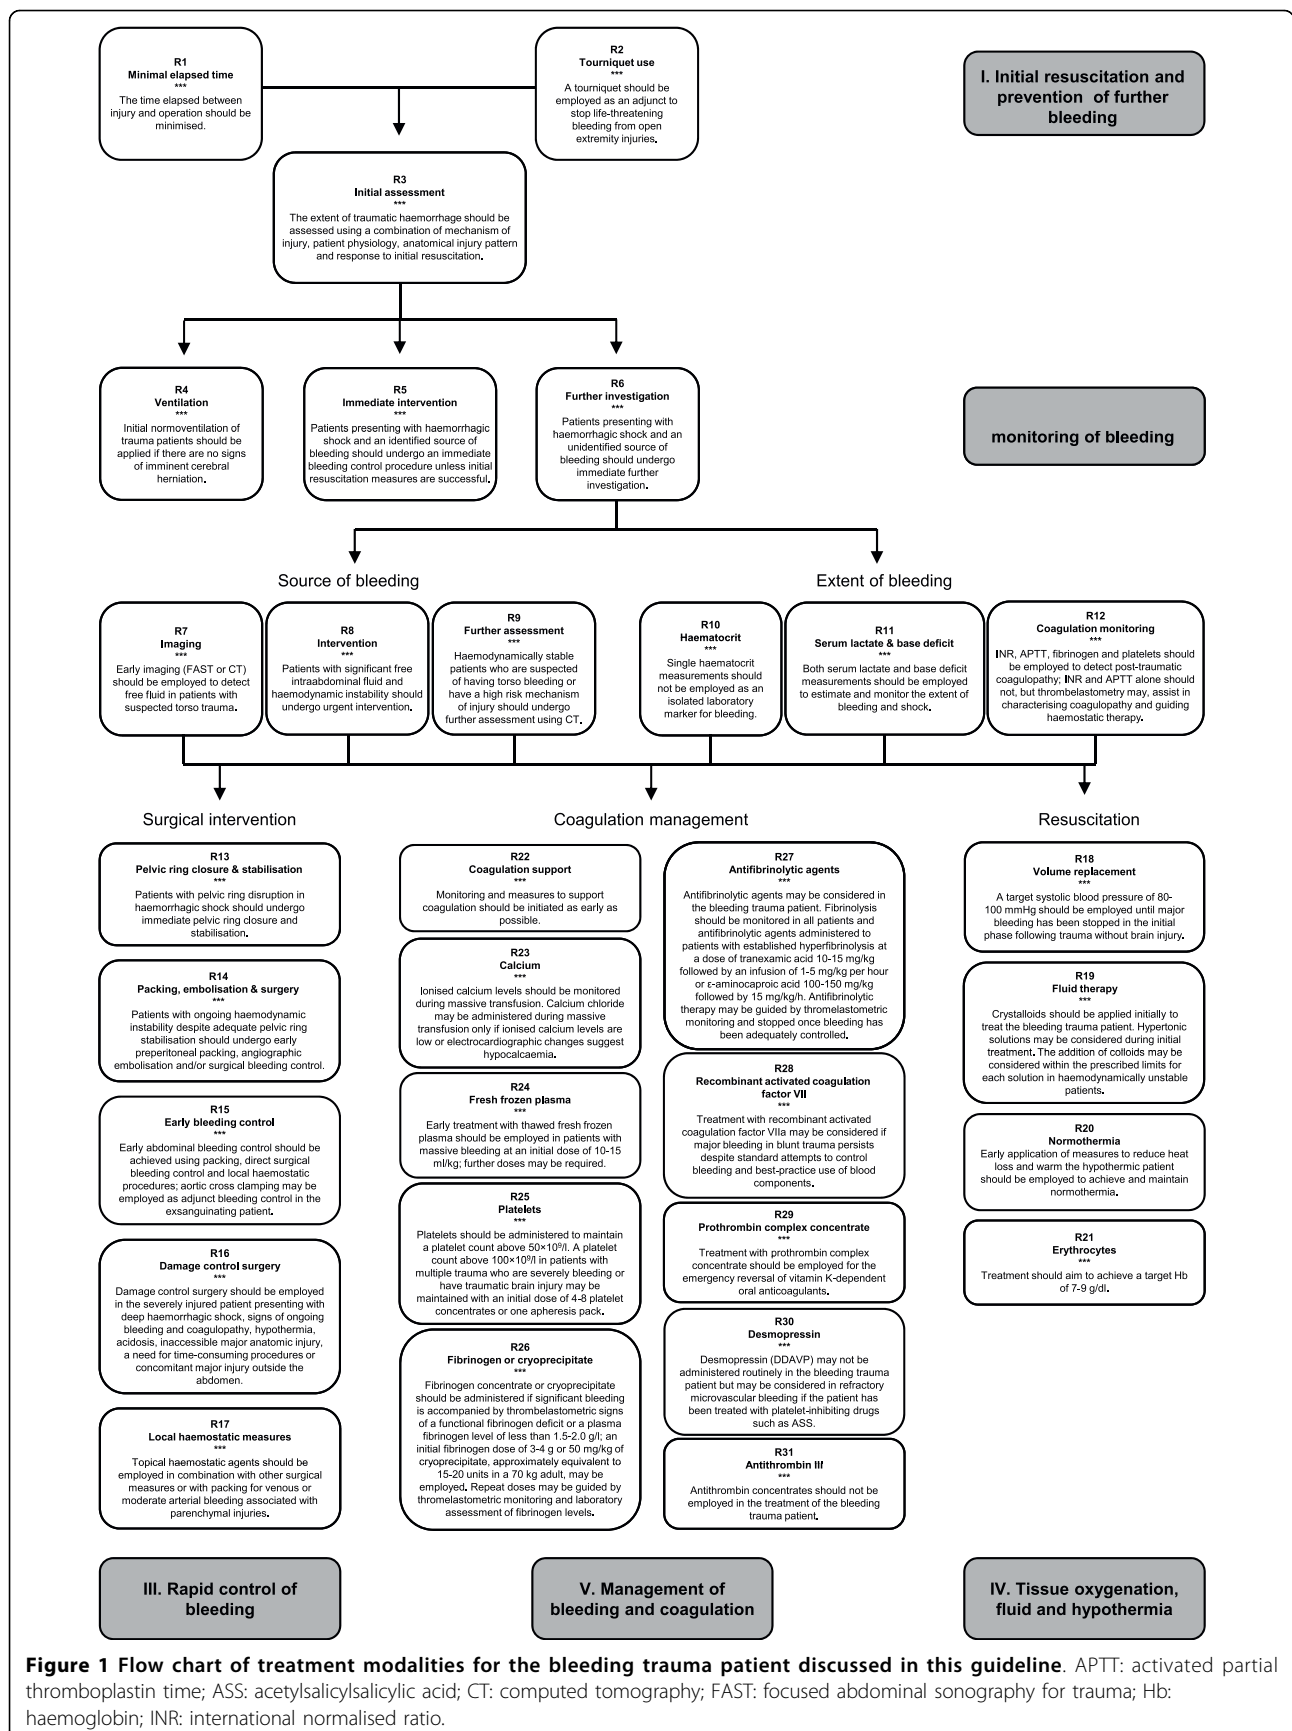 R1
Minimal elapsed time
***
The time elapsed between
injury and operation should be
minimised.
R2
Tourniquet use
***
A tourniquet should be
employed as an adjunct to
stop life-threatening
bleeding from open
extremity injuries.
I. Initial resuscitation and
prevention of further
bleeding
R3
Initial assessment
***
The extent of traumatic haemorrhage should be
assessed using a combination of mechanism of
injury, patient physiology, anatomical injury pattern
and response to initial resuscitation.
R4
Ventilation
***
Initial normoventilation of
trauma patients should be
applied if there are no signs
of imminent cerebral
herniation.
R5
Immediate intervention
***
Patients presenting with haemorrhagic
shock and an identified source of
bleeding should undergo an immediate
bleeding control procedure unless initial
resuscitation measures are successful.
R6
Further investigation
***
Patients presenting with
haemorrhagic shock and an
unidentified source of
bleeding should undergo
immediate further
investigation.
monitoring of bleeding
Source of bleeding
Extent of bleeding
R7
Imaging
***
Early imaging (FAST or CT)
should be employed to detect
free fluid in patients with
suspected torso trauma.
R8
Intervention
***
Patients with significant free
intraabdominal fluid and
haemodynamic instability should
undergo urgent intervention.
R9
Further assessment
***
Haemodynamically stable
patients who are suspected
of having torso bleeding or
have a high risk mechanism
of injury should undergo
further assessment using CT.
R10
Haematocrit
***
Single haematocrit
measurements should
not be employed as an
isolated laboratory
marker for bleeding.
R11
Serum lactate & base deficit
***
Both serum lactate and base deficit
measurements should be employed
to estimate and monitor the extent of
bleeding and shock.
R12
Coagulation monitoring
***
INR, APTT, fibrinogen and platelets should
be employed to detect post-traumatic
coagulopathy; INR and APTT alone should
not, but thrombelastometry may, assist in
characterising coagulopathy and guiding
haemostatic therapy.
Surgical intervention
Coagulation management
Resuscitation
R13
Pelvic ring closure & stabilisation
***
Patients with pelvic ring disruption in
haemorrhagic shock should undergo
immediate pelvic ring closure and
stabilisation.
R14
Packing, embolisation & surgery
***
Patients with ongoing haemodynamic
instability despite adequate pelvic ring
stabilisation should undergo early
preperitoneal packing, angiographic
embolisation and/or surgical bleeding control.
R15
Early bleeding control
***
Early abdominal bleeding control should be
achieved using packing, direct surgical
bleeding control and local haemostatic
procedures; aortic cross clamping may be
employed as adjunct bleeding control in the
exsanguinating patient.
R16
Damage control surgery
***
Damage control surgery should be employed
in the severely injured patient presenting with
deep haemorrhagic shock, signs of ongoing
bleeding and coagulopathy, hypothermia,
acidosis, inaccessible major anatomic injury,
a need for time-consuming procedures or
concomitant major injury outside the
abdomen.
R17
Local haemostatic measures
***
Topical haemostatic agents should be
employed in combination with other surgical
measures or with packing for venous or
moderate arterial bleeding associated with
parenchymal injuries.
R22
Coagulation support
***
Monitoring and measures to support
coagulation should be initiated as early as
possible.
R23
Calcium
***
Ionised calcium levels should be monitored
during massive transfusion. Calcium chloride
may be administered during massive
transfusion only if ionised calcium levels are
low or electrocardiographic changes suggest
hypocalcaemia.
R24
Fresh frozen plasma
***
Early treatment with thawed fresh frozen
plasma should be employed in patients with
massive bleeding at an initial dose of 10-15
ml/kg; further doses may be required.
R25
Platelets
***
Platelets should be administered to maintain
a platelet count above 50×10⁹/l. A platelet
count above 100×10⁹/l in patients with
multiple trauma who are severely bleeding or
have traumatic brain injury may be
maintained with an initial dose of 4-8 platelet
concentrates or one apheresis pack.
R26
Fibrinogen or cryoprecipitate
***
Fibrinogen concentrate or cryoprecipitate
should be administered if significant bleeding
is accompanied by thrombelastometric signs
of a functional fibrinogen deficit or a plasma
fibrinogen level of less than 1.5-2.0 g/l; an
initial fibrinogen dose of 3-4 g or 50 mg/kg of
cryoprecipitate, approximately equivalent to
15-20 units in a 70 kg adult, may be
employed. Repeat doses may be guided by
thromelastometric monitoring and laboratory
assessment of fibrinogen levels.
R27
Antifibrinolytic agents
***
Antifibrinolytic agents may be considered in
the bleeding trauma patient. Fibrinolysis
should be monitored in all patients and
antifibrinolytic agents administered to
patients with established hyperfibrinolysis at
a dose of tranexamic acid 10-15 mg/kg
followed by an infusion of 1-5 mg/kg per hour
or ε-aminocaproic acid 100-150 mg/kg
followed by 15 mg/kg/h. Antifibrinolytic
therapy may be guided by thromelastometric
monitoring and stopped once bleeding has
been adequately controlled.
R28
Recombinant activated coagulation
factor VII
***
Treatment with recombinant activated
coagulation factor VIIa may be considered if
major bleeding in blunt trauma persists
despite standard attempts to control
bleeding and best-practice use of blood
components.
R29
Prothrombin complex concentrate
***
Treatment with prothrombin complex
concentrate should be employed for the
emergency reversal of vitamin K-dependent
oral anticoagulants.
R30
Desmopressin
***
Desmopressin (DDAVP) may not be
administered routinely in the bleeding trauma
patient but may be considered in refractory
microvascular bleeding if the patient has
been treated with platelet-inhibiting drugs
such as ASS.
R31
Antithrombin III
***
Antithrombin concentrates should not be
employed in the treatment of the bleeding
trauma patient.
R18
Volume replacement
***
A target systolic blood pressure of 80-
100 mmHg should be employed until major
bleeding has been stopped in the initial
phase following trauma without brain injury.
R19
Fluid therapy
***
Crystalloids should be applied initially to
treat the bleeding trauma patient. Hypertonic
solutions may be considered during initial
treatment. The addition of colloids may be
considered within the prescribed limits for
each solution in haemodynamically unstable
patients.
R20
Normothermia
Early application of measures to reduce heat
loss and warm the hypothermic patient
should be employed to achieve and maintain
normothermia.
R21
Erythrocytes
***
Treatment should aim to achieve a target Hb
of 7-9 g/dl.
III. Rapid control of
bleeding
V. Management of
bleeding and coagulation
IV. Tissue oxygenation,
fluid and hypothermia
Figure 1 Flow chart of treatment modalities for the bleeding trauma patient discussed in this guideline. APTT: activated partial
thromboplastin time; ASS: acetylsalicylsalicylic acid; CT: computed tomography; FAST: focused abdominal sonography for trauma; Hb:
haemoglobin; INR: international normalised ratio.